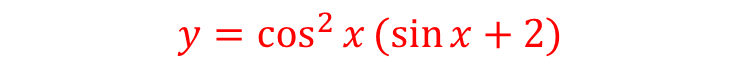 y = cos² x (sin x + 2)